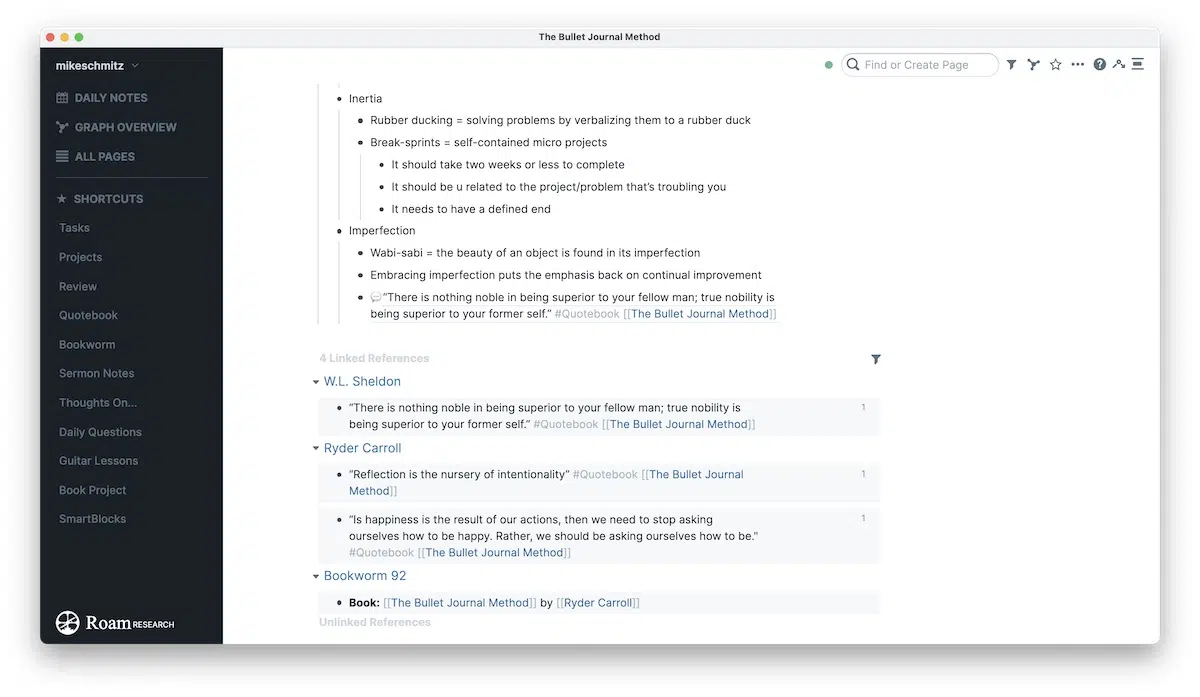 The Bullet Journal Method
mikeschmitz
DAILY NOTES
GRAPH OVERVIEW
ALL PAGES
SHORTCUTS
Tasks
Projects
Review
Quotebook
Bookworm
Sermon Notes
Thoughts On...
Daily Questions
Guitar Lessons
Book Project
SmartBlocks
Roam RESEARCH
Find or Create Page
Inertia
Rubber ducking = solving problems by verbalizing them to a rubber duck
Break-sprints = self-contained micro projects
It should take two weeks or less to complete
It should be u related to the project/problem that’s troubling you
It needs to have a defined end
Imperfection
Wabi-sabi = the beauty of an object is found in its imperfection
Embracing imperfection puts the emphasis back on continual improvement
“There is nothing noble in being superior to your fellow man; true nobility is
being superior to your former self.” #Quotebook [[The Bullet Journal Method]]
4 Linked References
W.L. Sheldon
“There is nothing noble in being superior to your fellow man; true nobility is 1
being superior to your former self.” #Quotebook [[The Bullet Journal Method]]
Ryder Carroll
“Reflection is the nursery of intentionality” #Quotebook [[The Bullet Journal 1
Method]]
“Is happiness is the result of our actions, then we need to stop asking 1
ourselves how to be happy. Rather, we should be asking ourselves how to be."
#Quotebook [[The Bullet Journal Method]]
Bookworm 92
Book: [[The Bullet Journal Method]] by [[Ryder Carroll]]
Unlinked References